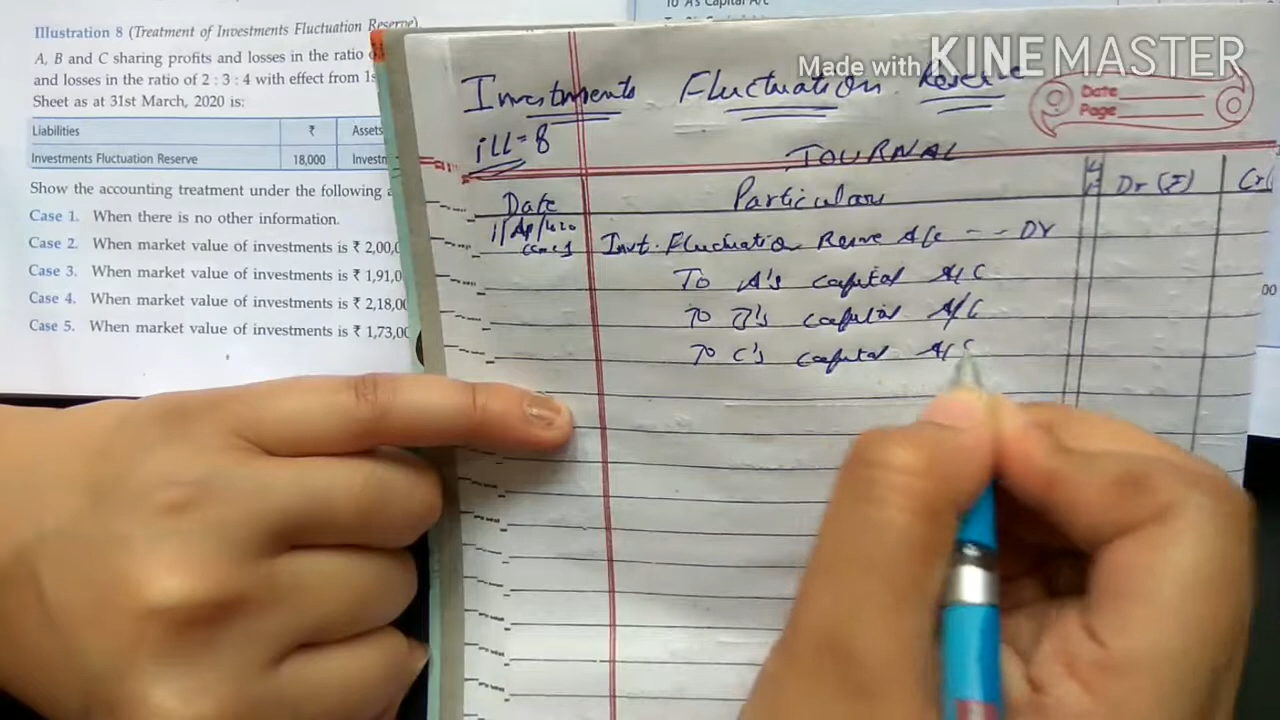 To A's Capital A/c
Illustration 8 (Treatment of Investments Fluctuation Reserve)
A, B and C sharing profits and losses in the ratio
and losses in the ratio of 2 : 3 : 4 with effect from 1s
Sheet as at 31st March, 2020 is:
Liabilities ₹ Assets
Investments Fluctuation Reserve 18,000 Investn
Show the accounting treatment under the following a
Case 1. When there is no other information.
Case 2. When market value of investments is ₹ 2,00,0
Case 3. When market value of investments is ₹ 1,91,0
Case 4. When market value of investments is ₹ 2,18,00
Case 5. When market value of investments is ₹ 1,73,00
Made with KINEMASTER
Investments Fluctuation Reserve
Date
Page
ill=8
JOURNAL
Date Particulars Dr (₹) Cr(
Invt. Fluctuation Reserve A/c -- Dr
To A's Capital A/C
To B's Capital A/C
To C's Capital A/C
00